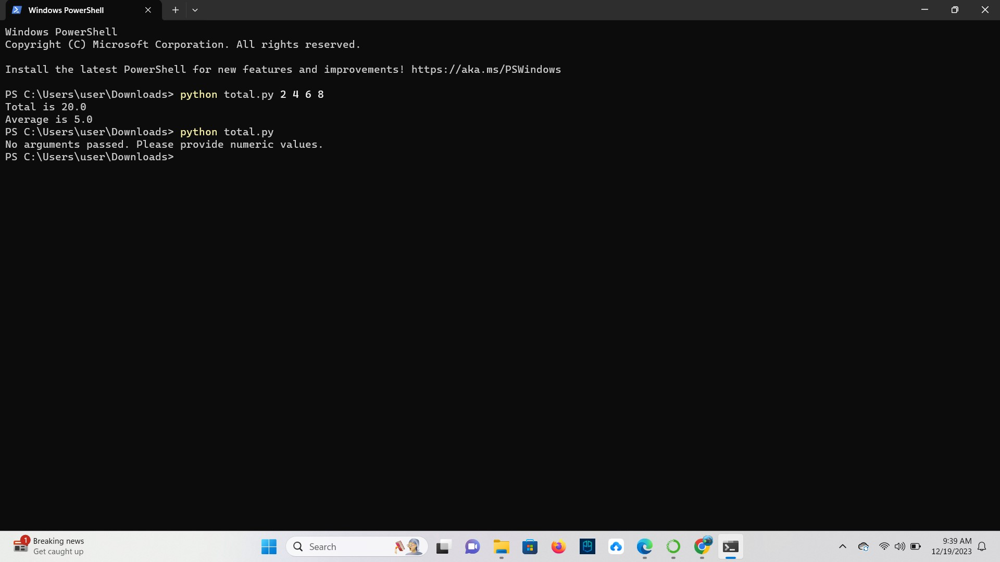 Windows PowerShell
Windows PowerShell
Copyright (C) Microsoft Corporation. All rights reserved.
Install the latest PowerShell for new features and improvements! https://aka.ms/PSWindows
PS C:\Users\user\Downloads> python total.py 2 4 6 8
Total is 20.0
Average is 5.0
PS C:\Users\user\Downloads> python total.py
No arguments passed. Please provide numeric values.
PS C:\Users\user\Downloads>
1
Breaking news
Get caught up
Search
9:39 AM
12/19/2023